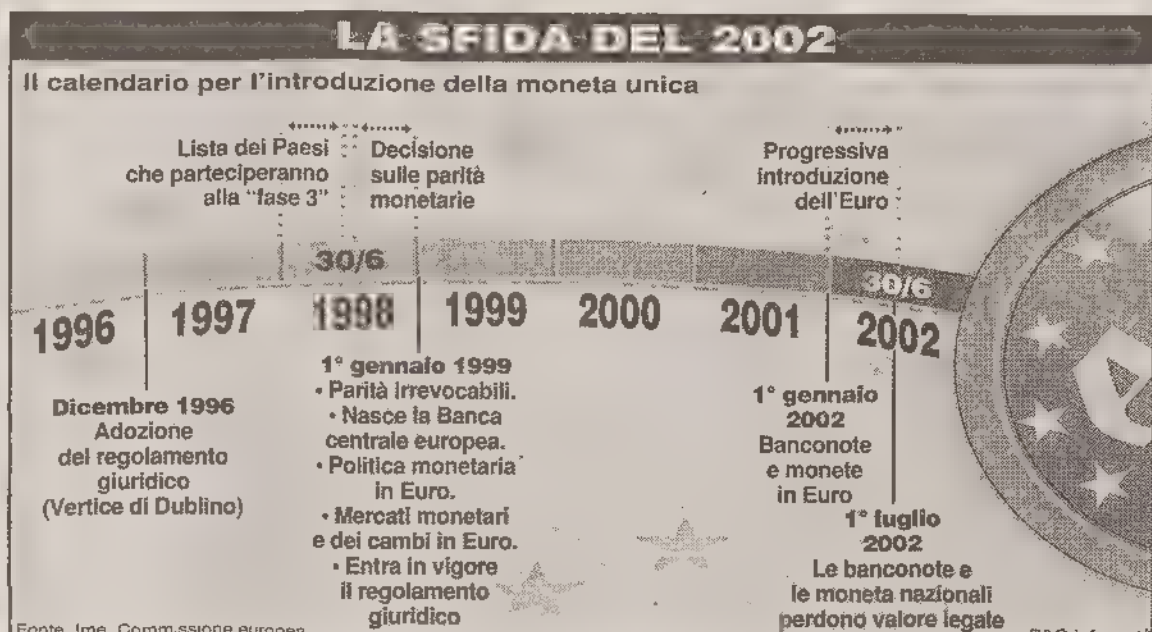 LA SFIDA DEL 2002
Il calendario per l'introduzione della moneta unica
Lista dei Paesi
che parteciperanno
alla "fase 3"
Decisione
sulle parità
monetarie
Progressiva
introduzione
dell'Euro
30/6
30/6
1996
1997
1998
1999
2000
2001
2002
Dicembre 1996
Adozione
del regolamento
giuridico
(Vertice di Dublino)
1° gennaio 1999
• Parità irrevocabili.
• Nasce la Banca
centrale europea.
• Politica monetaria
in Euro.
• Mercati monetari
e dei cambi in Euro.
• Entra in vigore
il regolamento
giuridico
1° gennaio
2002
Banconote
e monete
in Euro
1° luglio
2002
Le banconote e
le moneta nazionali
perdono valore legale
Fonte Ime, Commissione europea